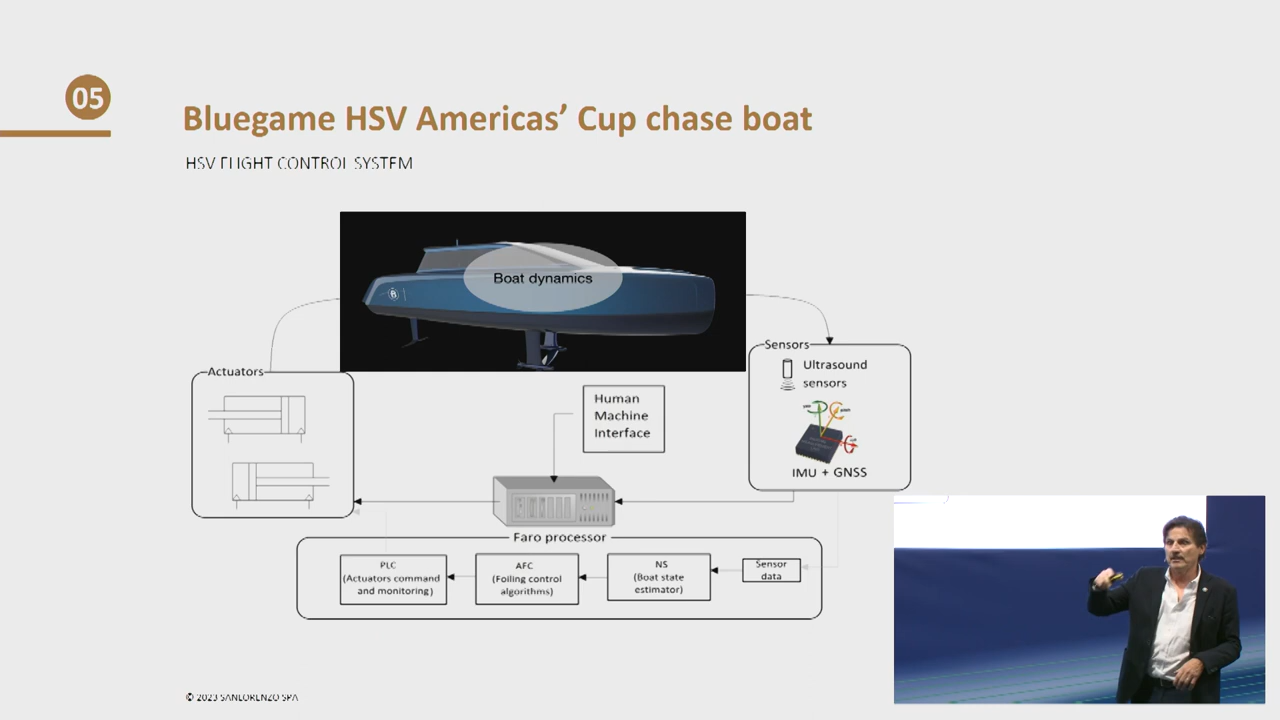 05
Bluegame HSV Americas' Cup chase boat
HSV FLIGHT CONTROL SYSTEM
Boat dynamics
B
Actuators
Sensors
Ultrasound
sensors
IMU + GNSS
Human
Machine
Interface
Faro processor
PLC
(Actuators command
and monitoring)
AFC
(Foiling control
algorithms)
NS
(Boat state
estimator)
Sensor
data
© 2023 SANLORENZO SPA